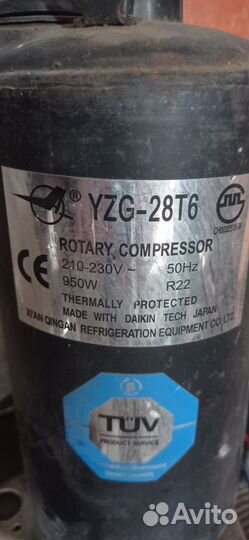 ® YZG-28T6
ROTARY COMPRESSOR
210-230V ~ 50Hz
950W R22
THERMALLY PROTECTED
MADE WITH DAIKIN TECH JAPAN
XI'AN QINGAN REFRIGERATION EQUIPMENT CO.,LTD.
CE
TÜV
PRODUCT SERVICE
Avito